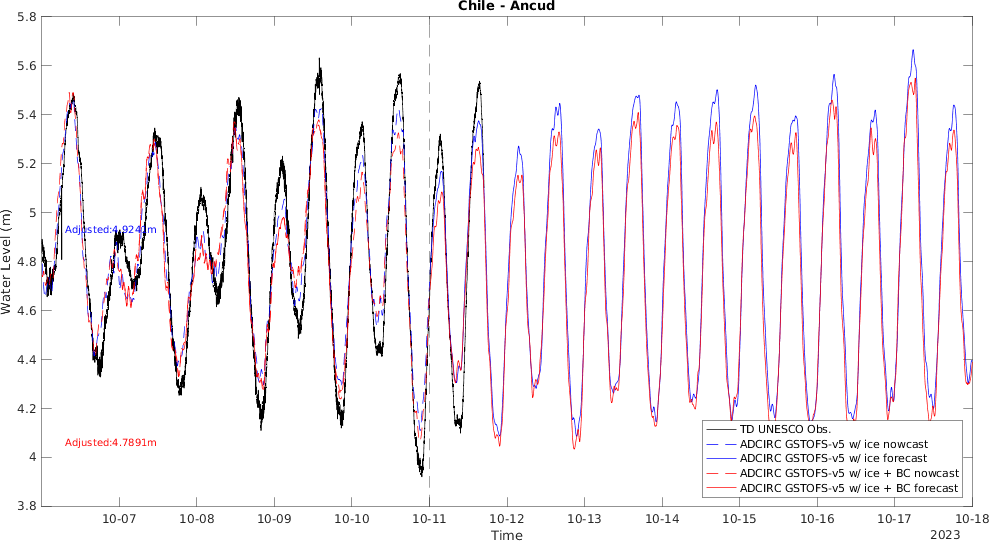 Chile - Ancud
5.8
5.6
5.4
5.2
5
4.8
4.6
4.4
4.2
4
3.8
Water Level (m)
Adjusted:4.9241m
Adjusted:4.7891m
TD UNESCO Obs.
ADCIRC GSTOFS-v5 w/ ice nowcast
ADCIRC GSTOFS-v5 w/ ice forecast
ADCIRC GSTOFS-v5 w/ ice + BC nowcast
ADCIRC GSTOFS-v5 w/ ice + BC forecast
10-07 10-08 10-09 10-10 10-11 10-12 10-13 10-14 10-15 10-16 10-17 10-18
Time
2023